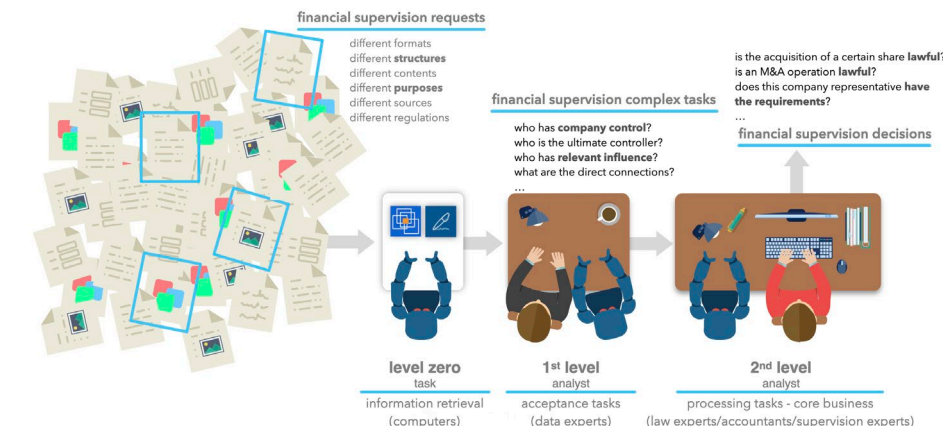 financial supervision requests
different formats
different structures
different contents
different purposes
different sources
different regulations
financial supervision complex tasks
who has company control?
who is the ultimate controller?
who has relevant influence?
what are the direct connections?
...
is the acquisition of a certain share lawful?
is an M&A operation lawful?
does this company representative have
the requirements?
...
financial supervision decisions
level zero
task
information retrieval
(computers)
1st level
analyst
acceptance tasks
(data experts)
2nd level
analyst
processing tasks - core business
(law experts/accountants/supervision experts)